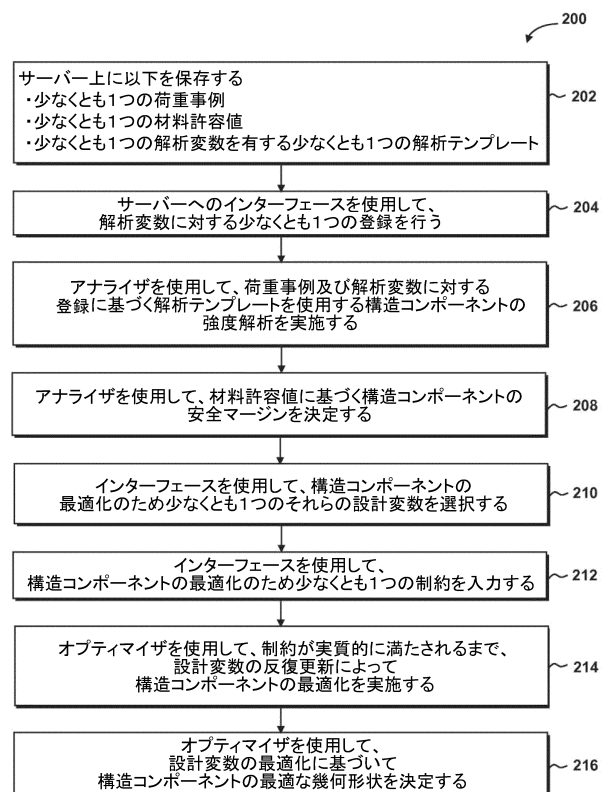 200
サーバー上に以下を保存する
・少なくとも1つの荷重事例
・少なくとも1つの材料許容値
・少なくとも1つの解析変数を有する少なくとも1つの解析テンプレート
202
サーバーへのインターフェースを使用して、
解析変数に対する少なくとも1つの登録を行う
204
アナライザを使用して、荷重事例及び解析変数に対する
登録に基づく解析テンプレートを使用する構造コンポーネントの
強度解析を実施する
206
アナライザを使用して、材料許容値に基づく構造コンポーネントの
安全マージンを決定する
208
インターフェースを使用して、構造コンポーネントの
最適化のため少なくとも1つのそれらの設計変数を選択する
210
インターフェースを使用して、
構造コンポーネントの最適化のため少なくとも1つの制約を入力する
212
オプティマイザを使用して、制約が実質的に満たされるまで、
設計変数の反復更新によって
構造コンポーネントの最適化を実施する
214
オプティマイザを使用して、
設計変数の最適化に基づいて
構造コンポーネントの最適な幾何形状を決定する
216